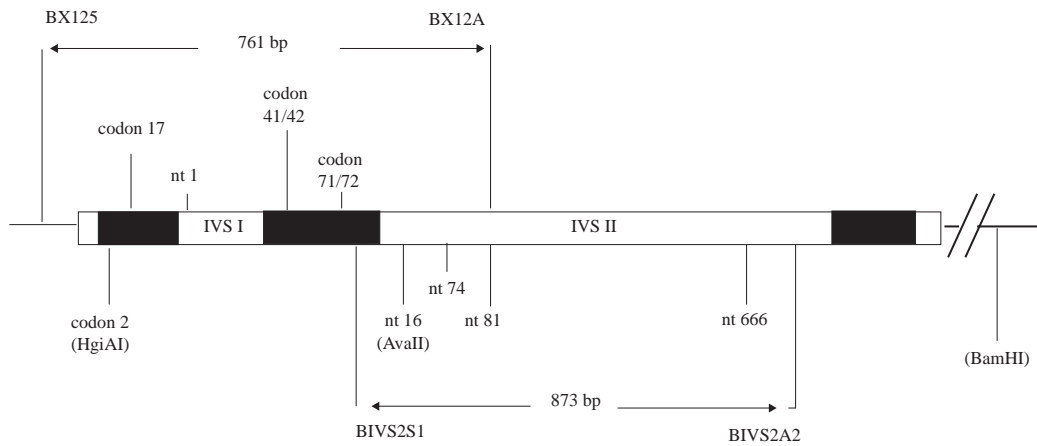 BX125
BX12A
761 bp
codon
41/42
codon 17
codon
71/72
nt 1
IVS I
IVS II
nt 74
codon 2
(HgiAI)
nt 16
(AvaII)
nt 81
nt 666
(BamHI)
873 bp
BIVS2S1
BIVS2A2